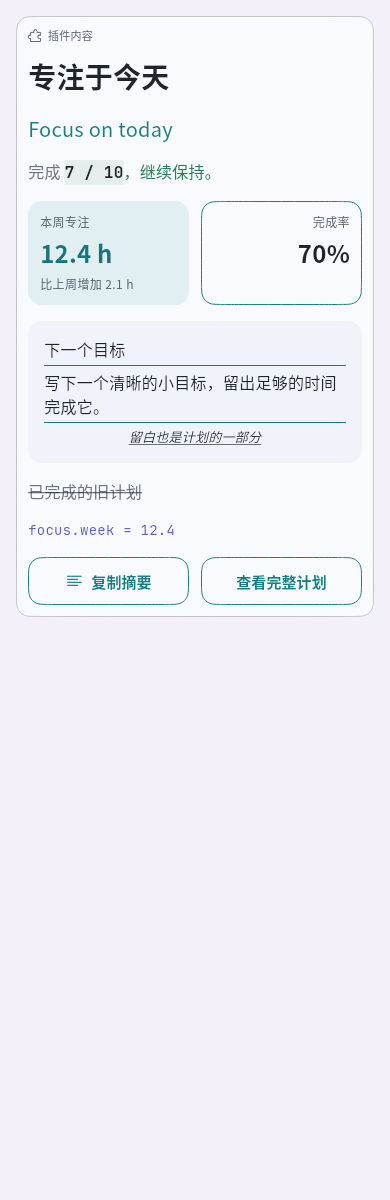 插件内容
专注于今天
Focus on today
完成 7 / 10，继续保持。
本周专注
12.4 h
比上周增加 2.1 h
完成率
70%
下一个目标
写下一个清晰的小目标，留出足够的时间
完成它。
留白也是计划的一部分
已完成的旧计划
focus.week = 12.4
复制摘要
查看完整计划